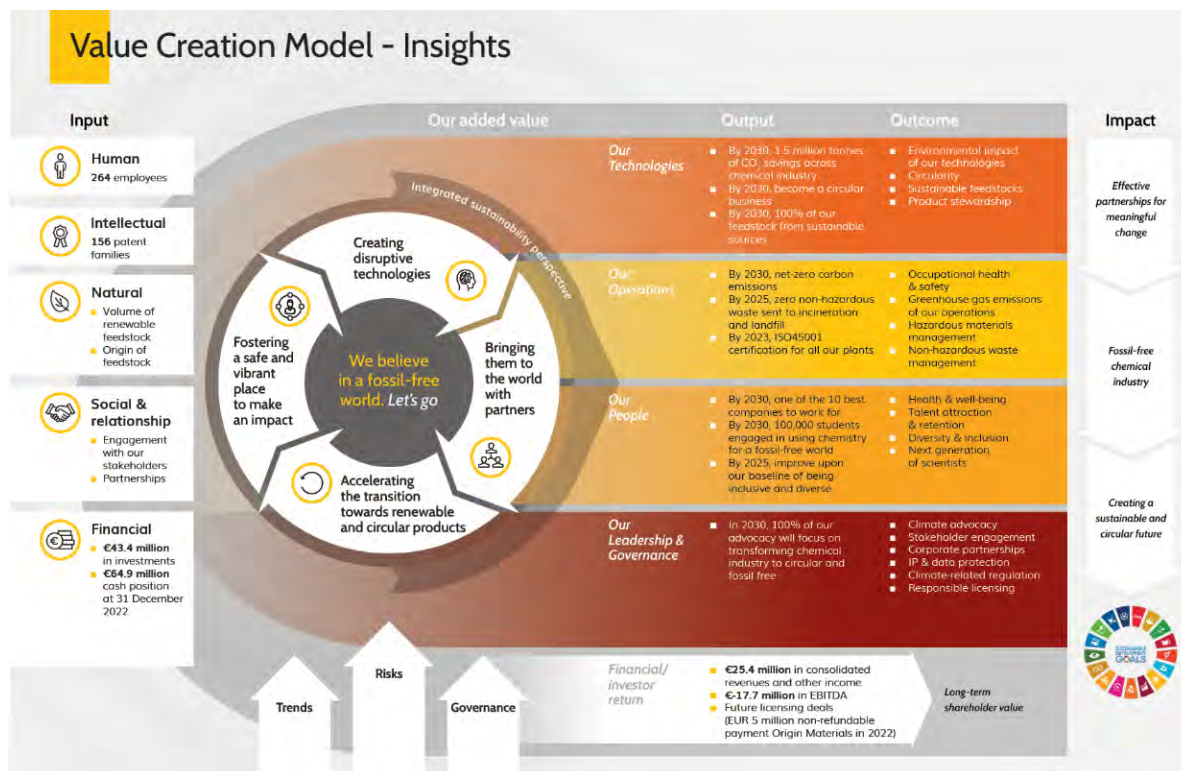 Value Creation Model - Insights
Input
Human
264 employees
Intellectual
156 patent
families
Natural
Volume of
renewable
feedstock
Origin of
feedstock
Social &
relationship
Engagement
with our
stakeholders
Partnerships
Financial
€43.4 million
in investments
€64.9 million
cash position
at 31 December
2022
Our added value
Integrated sustainability perspective
Creating
disruptive
technologies
Bringing
them to
the world
with
partners
Accelerating
the transition
towards renewable
and circular products
Fostering
a safe and
vibrant
place
to make
an impact
We believe
in a fossil-free
world. Let's go
Trends
Risks
Governance
Output
Outcome
Our
Technologies
By 2030, 1.5 million tonnes
of CO₂ savings across
chemical industry
By 2030, become a circular
business
By 2030, 100% of our
feedstock from sustainable
sources
Environmental impact
of our technologies
Circularity
Sustainable feedstocks
Product stewardship
Our
Operations
By 2030, net-zero carbon
emissions
By 2025, zero non-hazardous
waste sent to incineration
and landfill
By 2023, ISO45001
certification for all our plants
Occupational health
& safety
Greenhouse gas emissions
of our operations
Hazardous materials
management
Non-hazardous waste
management
Our
People
By 2030, one of the 10 best
companies to work for
By 2030, 100,000 students
engaged in using chemistry
for a fossil-free world
By 2025, improve upon
our baseline of being
inclusive and diverse
Health & well-being
Talent attraction
& retention
Diversity & inclusion
Next generation
of scientists
Our
Leadership &
Governance
In 2030, 100% of our
advocacy will focus on
transforming chemical
industry to circular and
fossil free
Climate advocacy
Stakeholder engagement
Corporate partnerships
IP & data protection
Climate-related regulation
Responsible licensing
Financial/
investor
return
€25.4 million in consolidated
revenues and other income
€-17.7 million in EBITDA
Future licensing deals
(EUR 5 million non-refundable
payment Origin Materials in 2022)
Long-term
shareholder value
Impact
Effective
partnerships for
meaningful
change
Fossil-free
chemical
industry
Creating a
sustainable and
circular future
SUSTAINABLE
DEVELOPMENT
GOALS